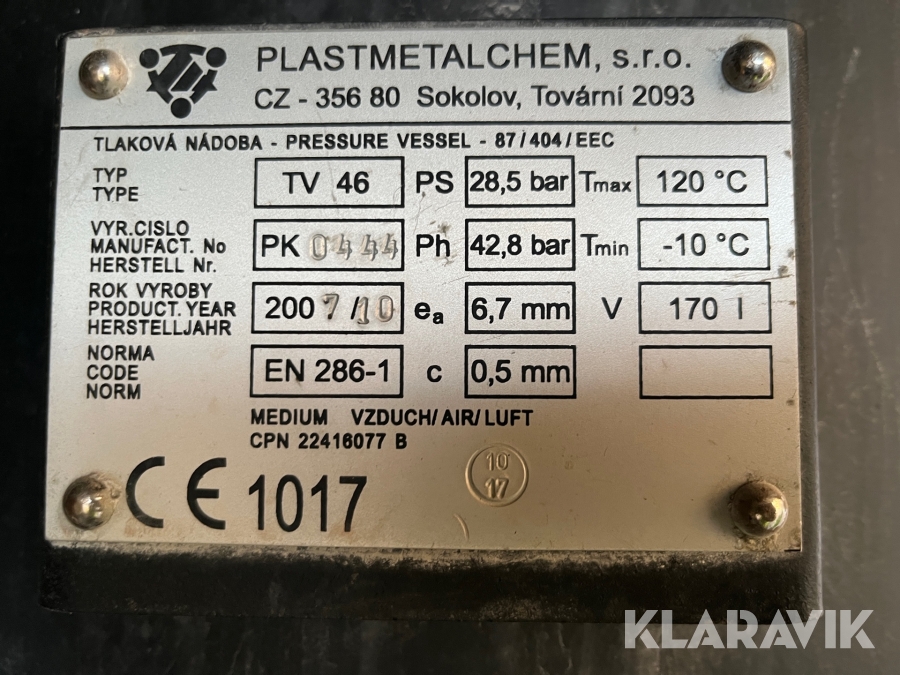 PLASTMETALCHEM, s.r.o.
CZ - 356 80 Sokolov, Tovární 2093
TLAKOVÁ NÁDOBA - PRESSURE VESSEL - 87/404/EEC
TYP
TYPE
TV 46
PS
28,5 bar
Tmax
120 °C
VYR.CISLO
MANUFACT. No
HERSTELL Nr.
PK 0444
Ph
42,8 bar
Tmin
-10 °C
ROK VYROBY
PRODUCT. YEAR
HERSTELLJAHR
2007/10
ea
6,7 mm
V
170 l
NORMA
CODE
NORM
EN 286-1
c
0,5 mm
MEDIUM VZDUCH/AIR/LUFT
CPN 22416077 B
CE 1017
10
17
KLARAVIK